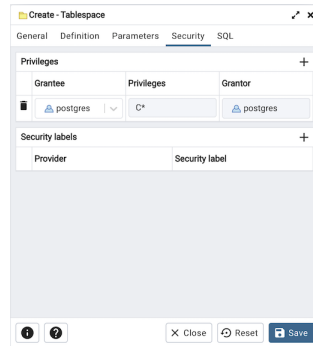 Create - Tablespace
General Definition Parameters Security SQL
Privileges
Grantee Privileges Grantor
postgres C* postgres
Security labels
Provider Security label
Close Reset Save